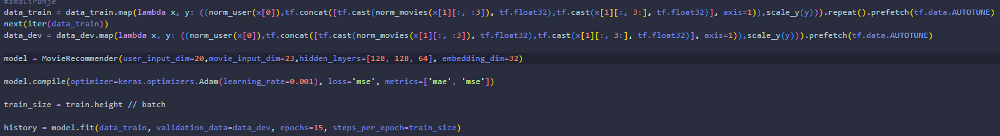 #skaliranje
data_train = data_train.map(lambda x, y: ((norm_user(x[0]),tf.concat([tf.cast(norm_movies(x[1][:, :3]), tf.float32),tf.cast(x[1][:, 3:], tf.float32)], axis=1)),scale_y(y))).repeat().prefetch(tf.data.AUTOTUNE)
next(iter(data_train))
data_dev = data_dev.map(lambda x, y: ((norm_user(x[0]),tf.concat([tf.cast(norm_movies(x[1][:, :3]), tf.float32),tf.cast(x[1][:, 3:], tf.float32)], axis=1)),scale_y(y))).prefetch(tf.data.AUTOTUNE)
model = MovieRecommender(user_input_dim=20,movie_input_dim=23,hidden_layers=[128, 128, 64], embedding_dim=32)
model.compile(optimizer=keras.optimizers.Adam(learning_rate=0.001), loss='mse', metrics=['mae', 'mse'])
train_size = train.height // batch
history = model.fit(data_train, validation_data=data_dev, epochs=15, steps_per_epoch=train_size)